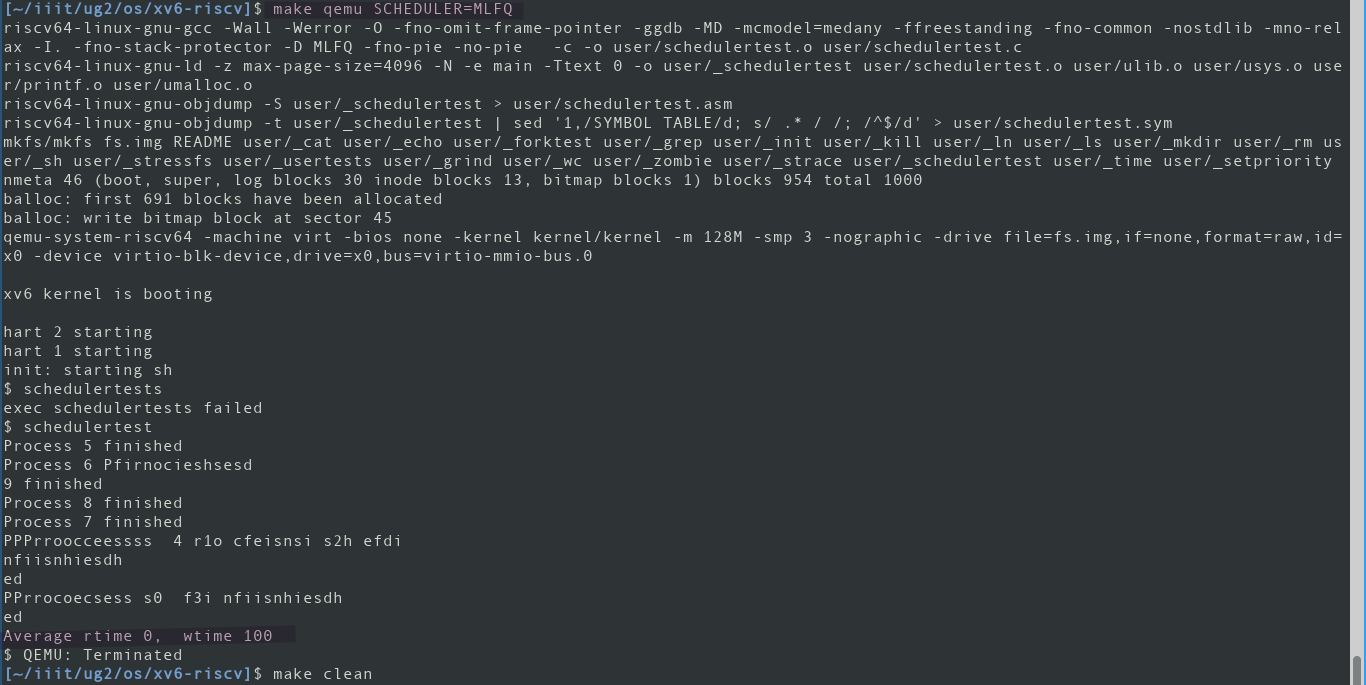 [~/iiit/ug2/os/xv6-riscv]$ make qemu SCHEDULER=MLFQ
riscv64-linux-gnu-gcc -Wall -Werror -O -fno-omit-frame-pointer -ggdb -MD -mcmodel=medany -ffreestanding -fno-common -nostdlib -mno-rel
ax -I. -fno-stack-protector -D MLFQ -fno-pie -no-pie   -c -o user/schedulertest.o user/schedulertest.c
riscv64-linux-gnu-ld -z max-page-size=4096 -N -e main -Ttext 0 -o user/_schedulertest user/schedulertest.o user/ulib.o user/usys.o use
r/printf.o user/umalloc.o
riscv64-linux-gnu-objdump -S user/_schedulertest > user/schedulertest.asm
riscv64-linux-gnu-objdump -t user/_schedulertest | sed '1,/SYMBOL TABLE/d; s/ .* / /; /^$/d' > user/schedulertest.sym
mkfs/mkfs fs.img README user/_cat user/_echo user/_forktest user/_grep user/_init user/_kill user/_ln user/_ls user/_mkdir user/_rm us
er/_sh user/_stressfs user/_usertests user/_grind user/_wc user/_zombie user/_strace user/_schedulertest user/_time user/_setpriority
nmeta 46 (boot, super, log blocks 30 inode blocks 13, bitmap blocks 1) blocks 954 total 1000
balloc: first 691 blocks have been allocated
balloc: write bitmap block at sector 45
qemu-system-riscv64 -machine virt -bios none -kernel kernel/kernel -m 128M -smp 3 -nographic -drive file=fs.img,if=none,format=raw,id=
x0 -device virtio-blk-device,drive=x0,bus=virtio-mmio-bus.0
xv6 kernel is booting
hart 2 starting
hart 1 starting
init: starting sh
$ schedulertests
exec schedulertests failed
$ schedulertest
Process 5 finished
Process 6 Pfirnocieshsesd
9 finished
Process 8 finished
Process 7 finished
PPPrroocceessss  4 r1o cfeisnsi s2h efdi
nfiisnhiesdh
ed
PPrrocoecsess s0  f3i nfiisnhiesdh
ed
Average rtime 0,  wtime 100
$ QEMU: Terminated
[~/iiit/ug2/os/xv6-riscv]$ make clean